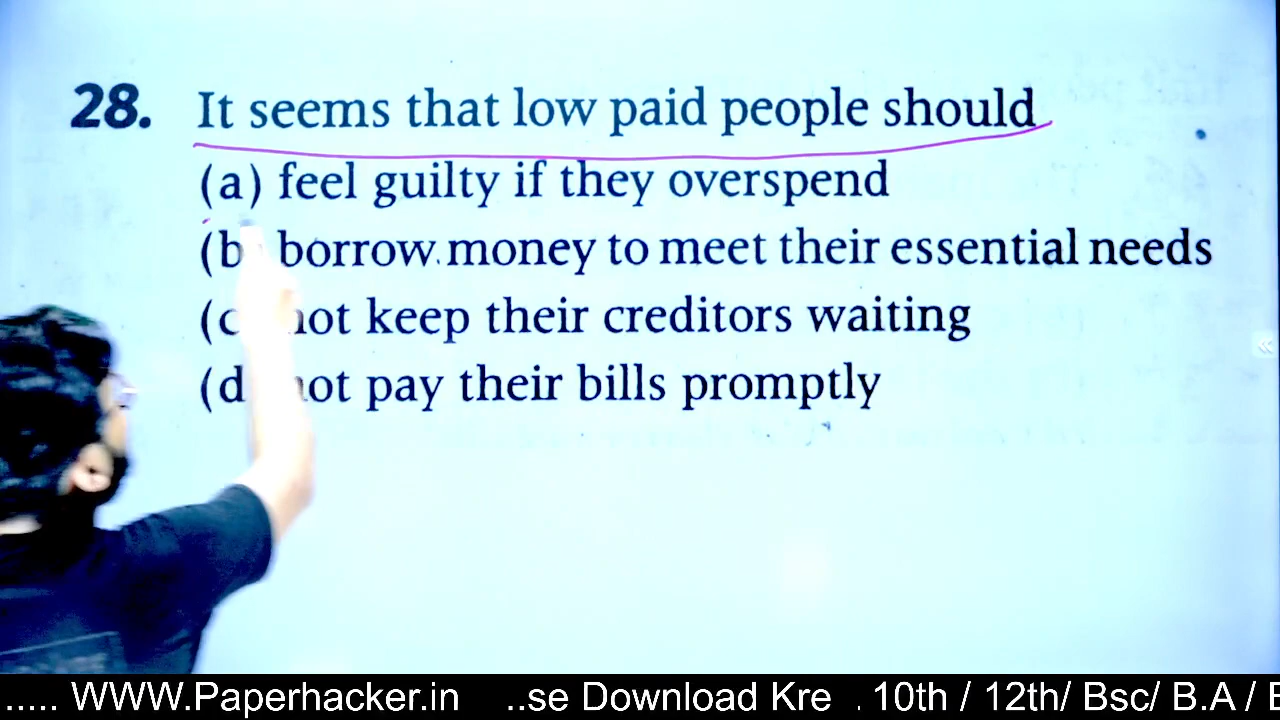 28. It seems that low paid people should
(a) feel guilty if they overspend
(b borrow money to meet their essential needs
(c not keep their creditors waiting
(d not pay their bills promptly
..... WWW.Paperhacker.in ..se Download Kre . 10th / 12th/ Bsc/ B.A /